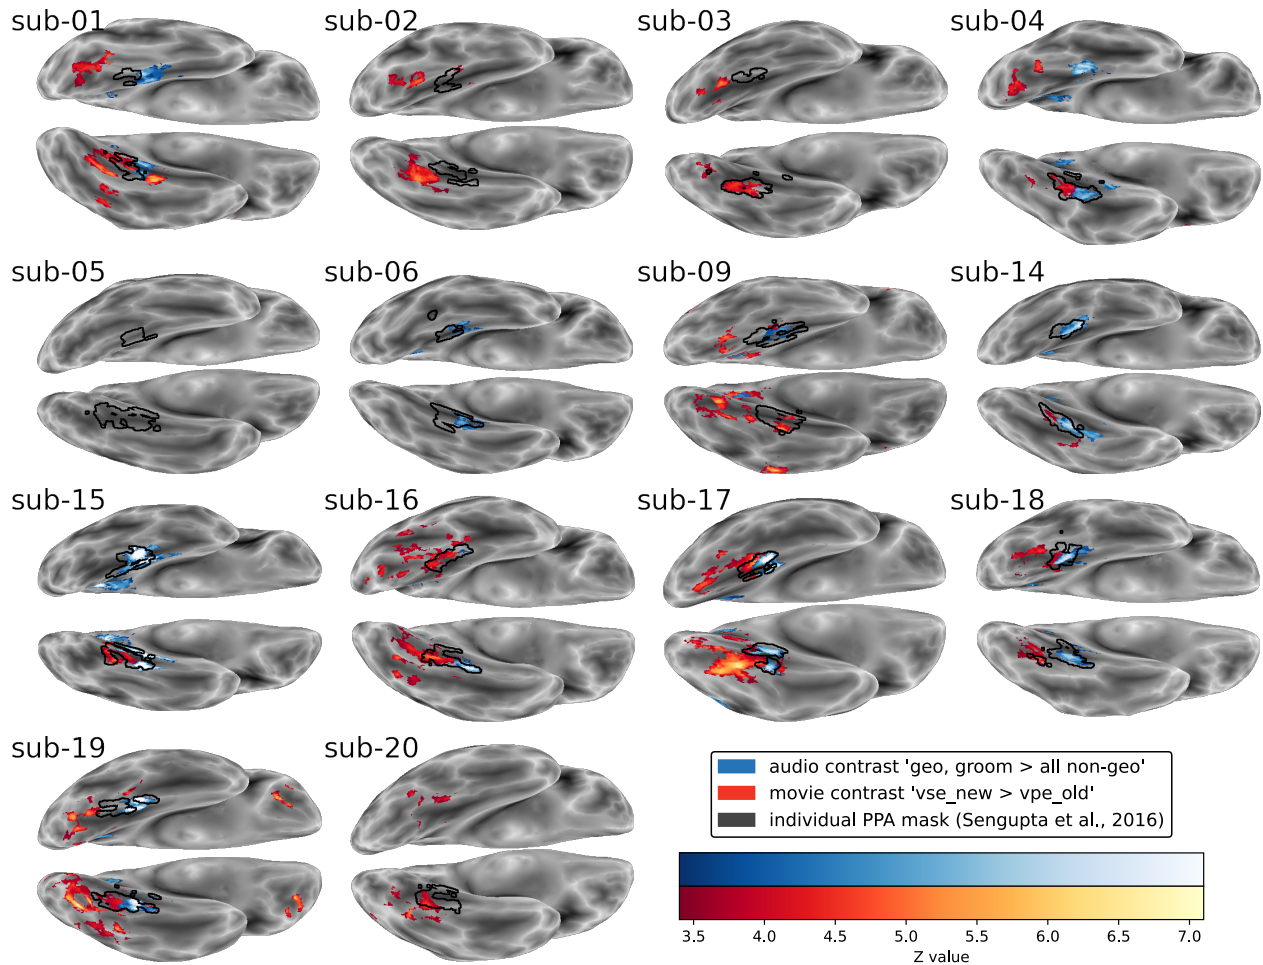 sub-01
sub-02
sub-03
sub-04
sub-05
sub-06
sub-09
sub-14
sub-15
sub-16
sub-17
sub-18
sub-19
sub-20
audio contrast 'geo, groom > all non-geo'
movie contrast 'vse_new > vpe_old'
individual PPA mask (Sengupta et al., 2016)
3.5 4.0 4.5 5.0 5.5 6.0 6.5 7.0
Z value